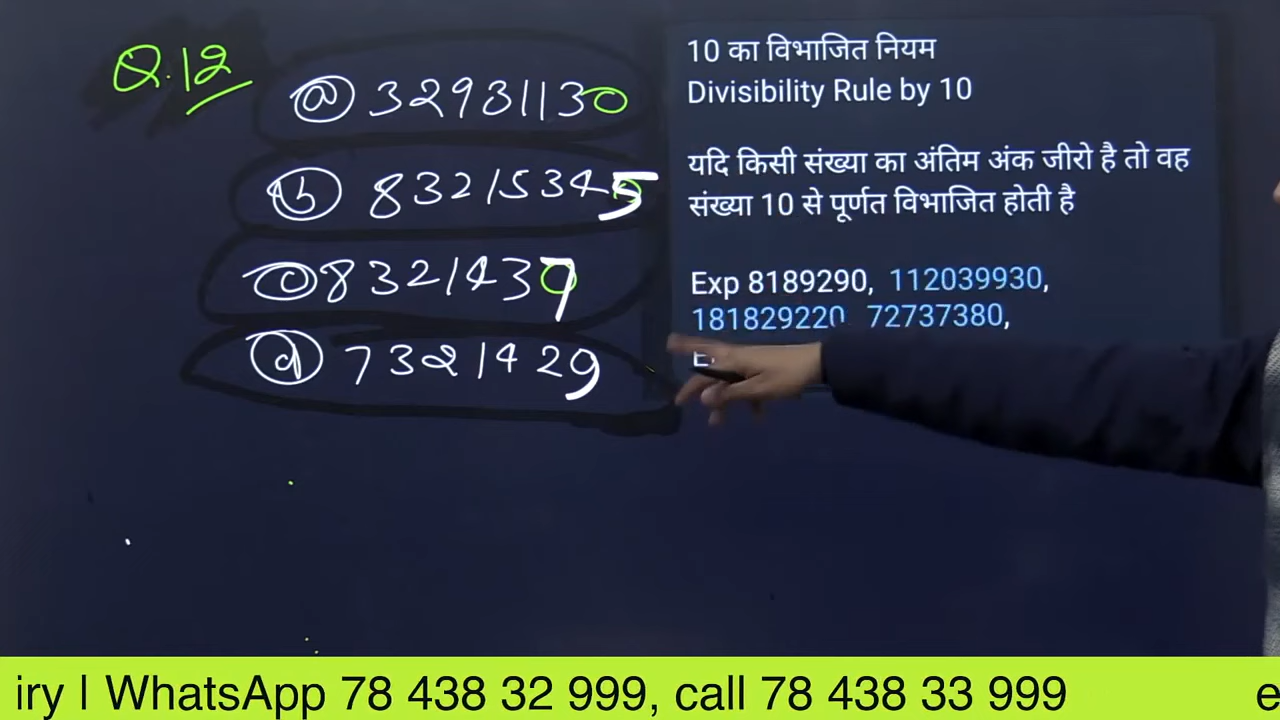 Q.12
(a) 32931130
(b) 83215345
(c) 8321437
(d) 7321429
10 का विभाजित नियम
Divisibility Rule by 10
यदि किसी संख्या का अंतिम अंक जीरो है तो वह
संख्या 10 से पूर्णत विभाजित होती है
Exp 8189290, 112039930,
181829220 72737380,
iry | WhatsApp 78 438 32 999, call 78 438 33 999 e